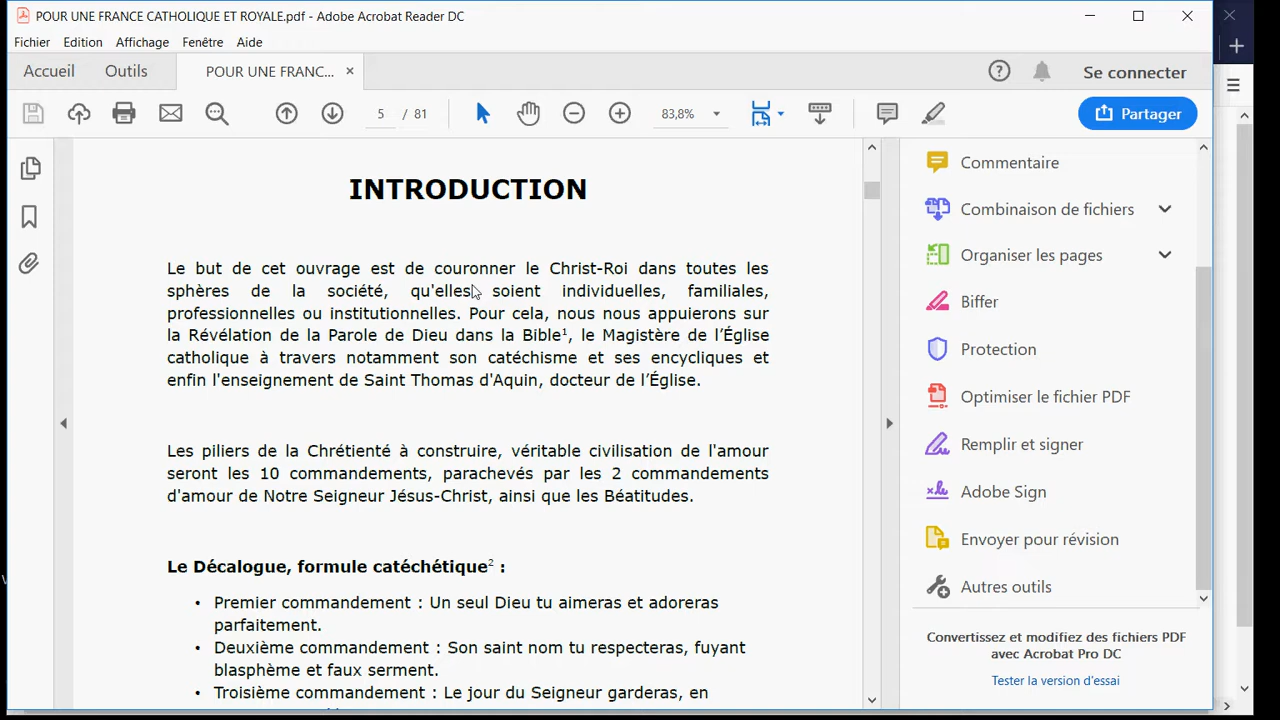 POUR UNE FRANCE CATHOLIQUE ET ROYALE.pdf - Adobe Acrobat Reader DC
Fichier Edition Affichage Fenêtre Aide
Accueil Outils POUR UNE FRANC... Se connecter
5 / 81 83,8% Partager
INTRODUCTION
Le but de cet ouvrage est de couronner le Christ-Roi dans toutes les
sphères de la société, qu'elles soient individuelles, familiales,
professionnelles ou institutionnelles. Pour cela, nous nous appuierons sur
la Révélation de la Parole de Dieu dans la Bible¹, le Magistère de l’Église
catholique à travers notamment son catéchisme et ses encycliques et
enfin l'enseignement de Saint Thomas d'Aquin, docteur de l’Église.
Les piliers de la Chrétienté à construire, véritable civilisation de l'amour
seront les 10 commandements, parachevés par les 2 commandements
d'amour de Notre Seigneur Jésus-Christ, ainsi que les Béatitudes.
Le Décalogue, formule catéchétique² :
• Premier commandement : Un seul Dieu tu aimeras et adoreras
parfaitement.
• Deuxième commandement : Son saint nom tu respecteras, fuyant
blasphème et faux serment.
• Troisième commandement : Le jour du Seigneur garderas, en
Commentaire
Combinaison de fichiers
Organiser les pages
Biffer
Protection
Optimiser le fichier PDF
Remplir et signer
Adobe Sign
Envoyer pour révision
Autres outils
Convertissez et modifiez des fichiers PDF
avec Acrobat Pro DC
Tester la version d'essai